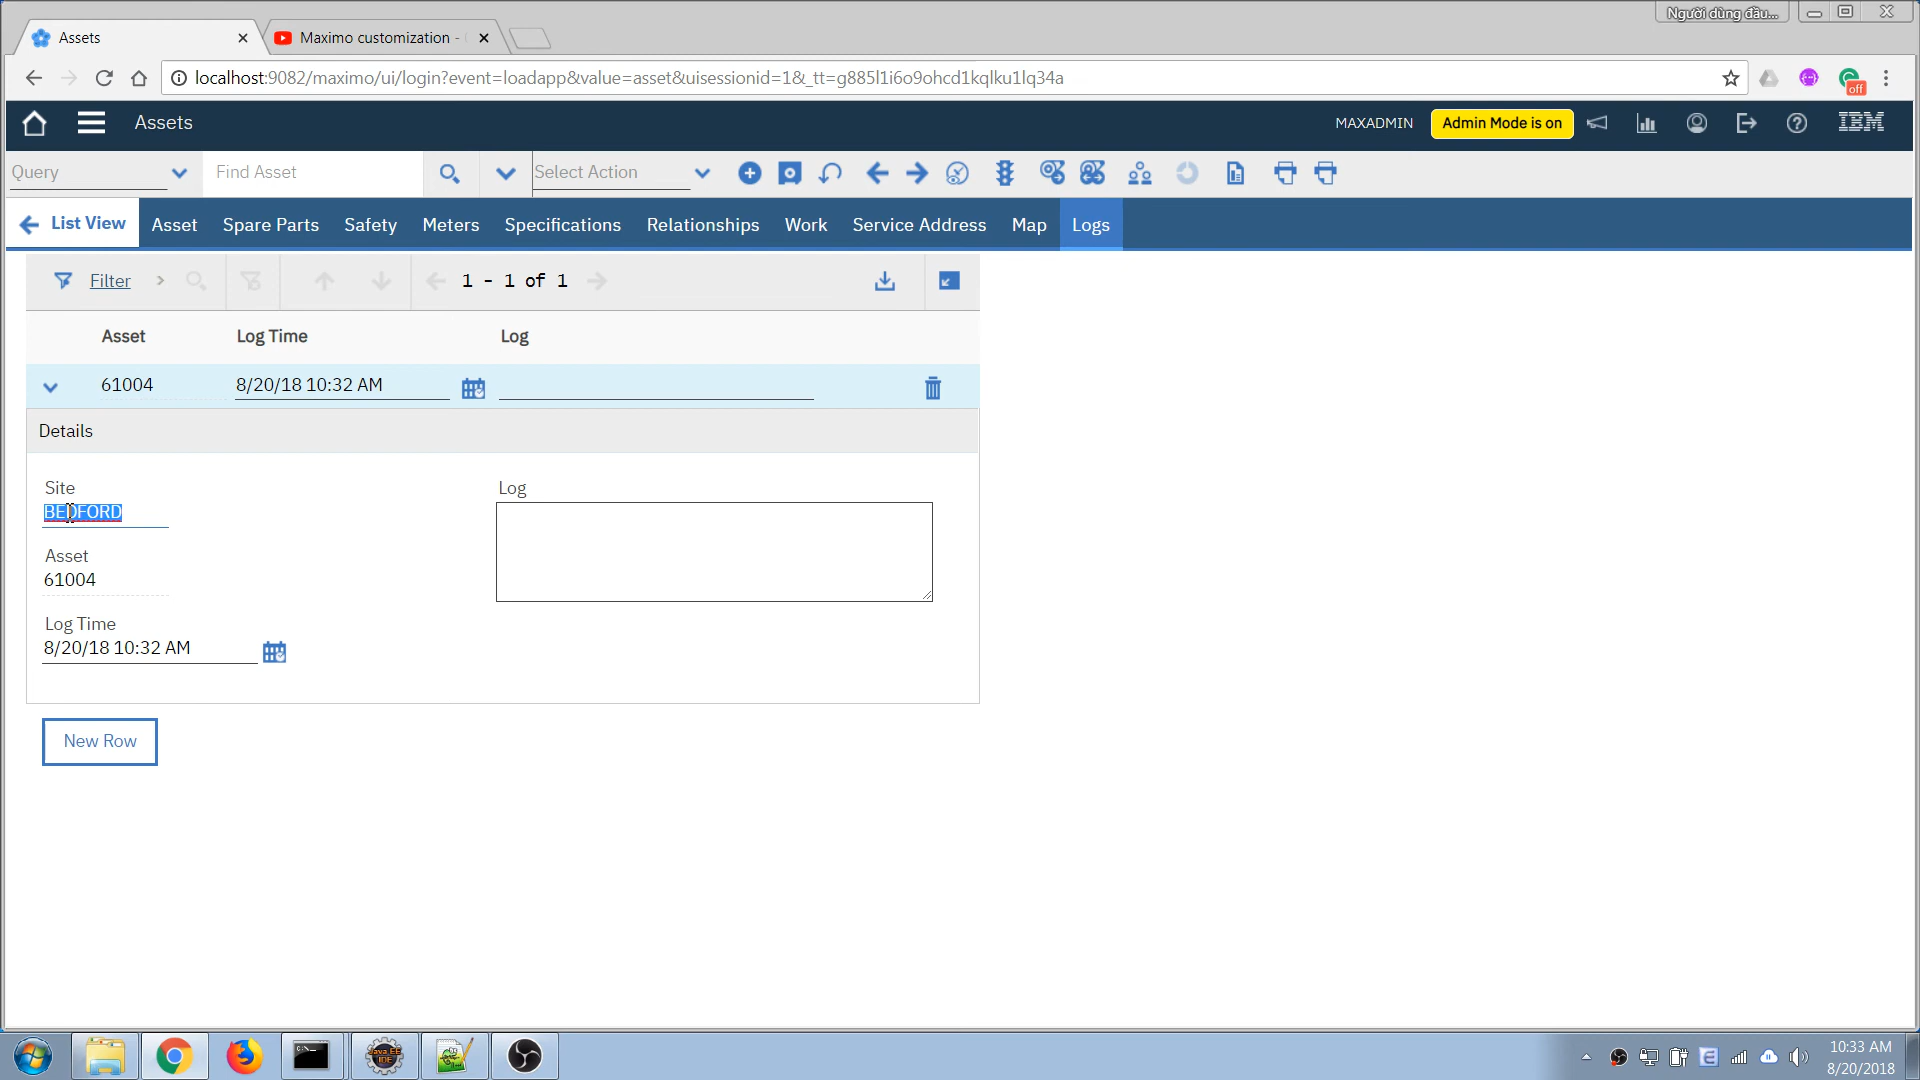 Người dùng đầu...
Assets
Maximo customization -
localhost:9082/maximo/ui/login?event=loadapp&value=asset&uisessionid=1&_tt=g885l1i6o9ohcd1kqlku1lq34a
off
Assets
MAXADMIN
Admin Mode is on
IBM
Query
Find Asset
Select Action
List View
Asset
Spare Parts
Safety
Meters
Specifications
Relationships
Work
Service Address
Map
Logs
Filter
1 - 1 of 1
Asset
Log Time
Log
61004
8/20/18 10:32 AM
Details
Site
BEDFORD
Log
Asset
61004
Log Time
8/20/18 10:32 AM
New Row
Java EE
IDE
10:33 AM
8/20/2018